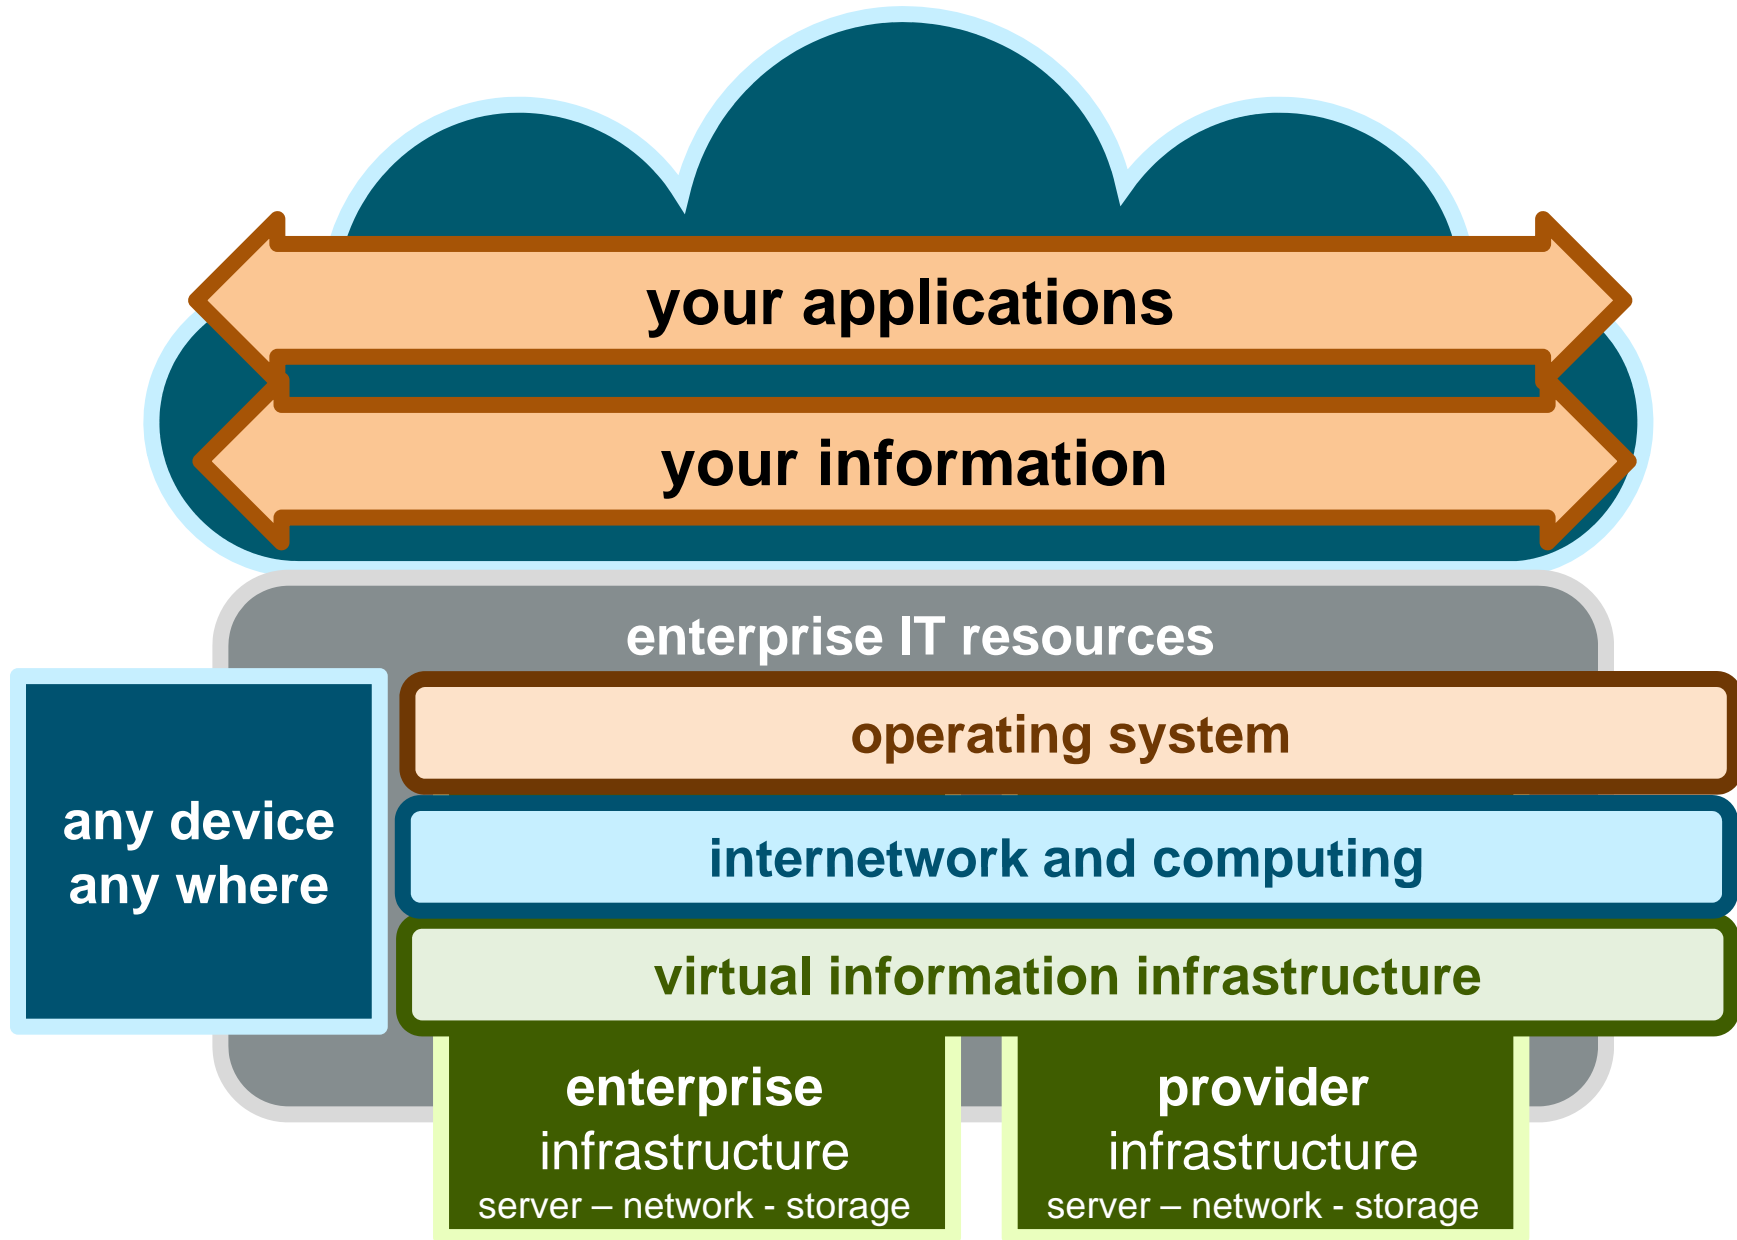 your applications
your information
enterprise IT resources
operating system
any device
any where
internetwork and computing
virtual information infrastructure
enterprise
infrastructure
server – network - storage
provider
infrastructure
server – network - storage